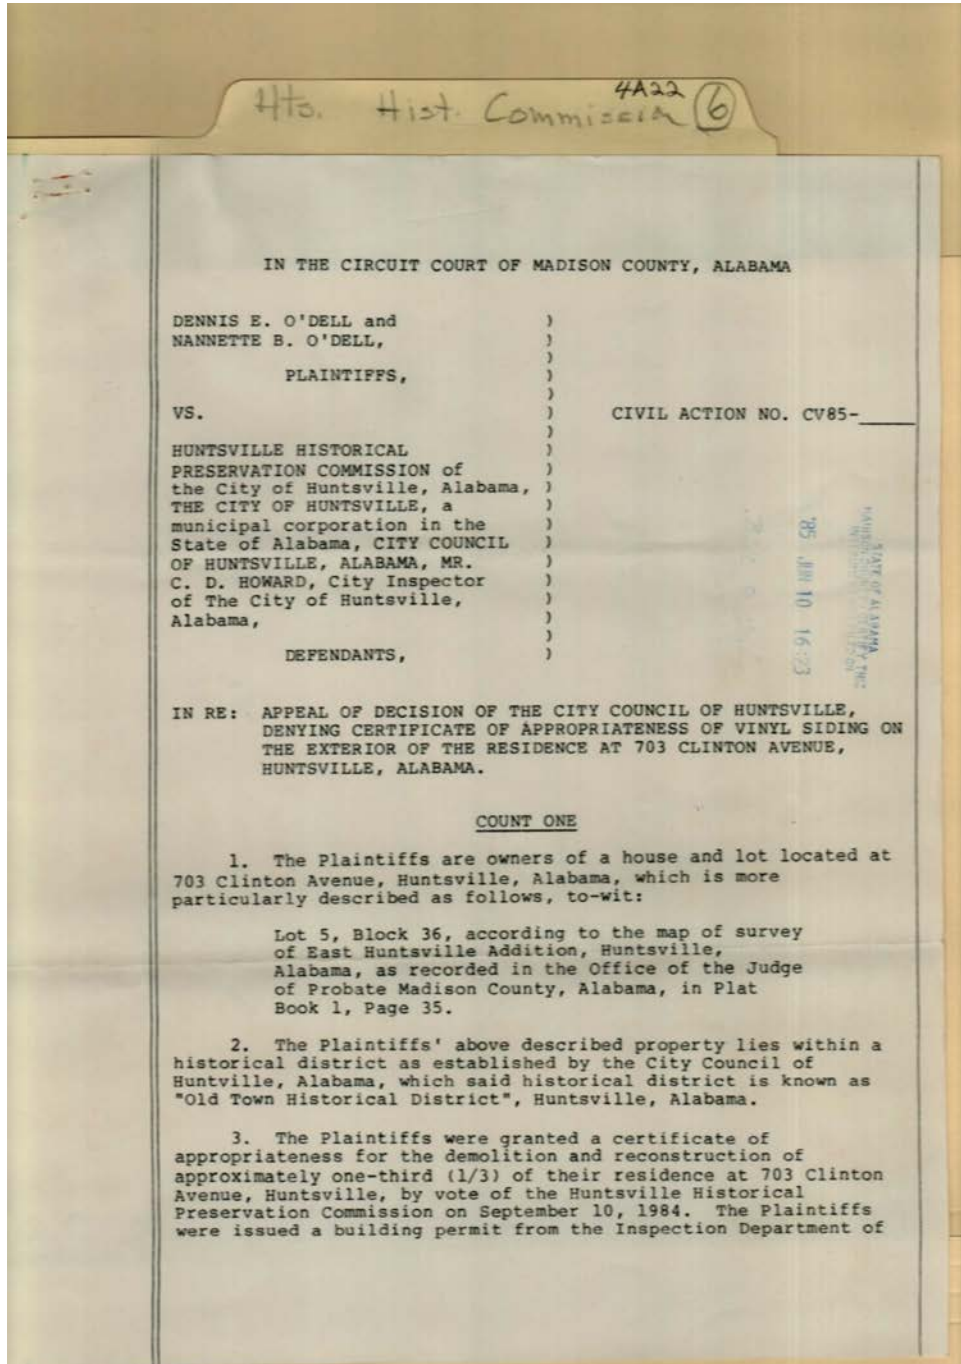 4A22
Hts. Hist. Commission 6
IN THE CIRCUIT COURT OF MADISON COUNTY, ALABAMA
DENNIS E. O'DELL and )
NANNETTE B. O'DELL, )
)
PLAINTIFFS, )
)
VS. ) CIVIL ACTION NO. CV85-_____
)
HUNTSVILLE HISTORICAL )
PRESERVATION COMMISSION of )
the City of Huntsville, Alabama, )
THE CITY OF HUNTSVILLE, a )
municipal corporation in the )
State of Alabama, CITY COUNCIL )
OF HUNTSVILLE, ALABAMA, MR. )
C. D. HOWARD, City Inspector )
of The City of Huntsville, )
Alabama, )
)
DEFENDANTS, )
STATE OF ALABAMA
'85 JUN 10 16:23
IN RE: APPEAL OF DECISION OF THE CITY COUNCIL OF HUNTSVILLE,
DENYING CERTIFICATE OF APPROPRIATENESS OF VINYL SIDING ON
THE EXTERIOR OF THE RESIDENCE AT 703 CLINTON AVENUE,
HUNTSVILLE, ALABAMA.
COUNT ONE
1. The Plaintiffs are owners of a house and lot located at
703 Clinton Avenue, Huntsville, Alabama, which is more
particularly described as follows, to-wit:
Lot 5, Block 36, according to the map of survey
of East Huntsville Addition, Huntsville,
Alabama, as recorded in the Office of the Judge
of Probate Madison County, Alabama, in Plat
Book 1, Page 35.
2. The Plaintiffs' above described property lies within a
historical district as established by the City Council of
Huntville, Alabama, which said historical district is known as
"Old Town Historical District", Huntsville, Alabama.
3. The Plaintiffs were granted a certificate of
appropriateness for the demolition and reconstruction of
approximately one-third (1/3) of their residence at 703 Clinton
Avenue, Huntsville, by vote of the Huntsville Historical
Preservation Commission on September 10, 1984. The Plaintiffs
were issued a building permit from the Inspection Department of